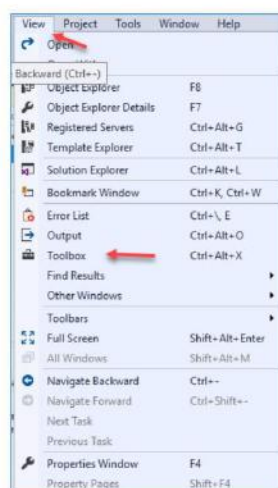 View Project Tools Window Help
Open
Backward (Ctrl+-)
Object Explorer F8
Object Explorer Details F7
Registered Servers Ctrl+Alt+G
Template Explorer Ctrl+Alt+T
Solution Explorer Ctrl+Alt+L
Bookmark Window Ctrl+K, Ctrl+W
Error List Ctrl+\, E
Output Ctrl+Alt+O
Toolbox Ctrl+Alt+X
Find Results
Other Windows
Toolbars
Full Screen Shift+Alt+Enter
All Windows Shift+Alt+M
Navigate Backward Ctrl+-
Navigate Forward Ctrl+Shift+-
Next Task
Previous Task
Properties Window F4
Property Pages Shift+F4